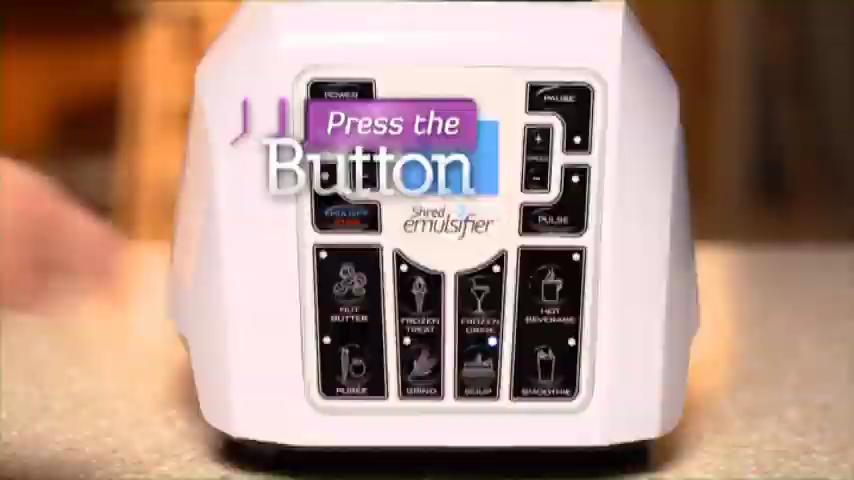 POWER
PAUSE
Press the
Button
+
-
EMULSIFY
PULSE
Shred
emulsifier
NUT
BUTTER
FROZEN
TREAT
FROZEN
DRINK
HOT
BEVERAGE
PUREE
GRIND
SOUP
SMOOTHIE